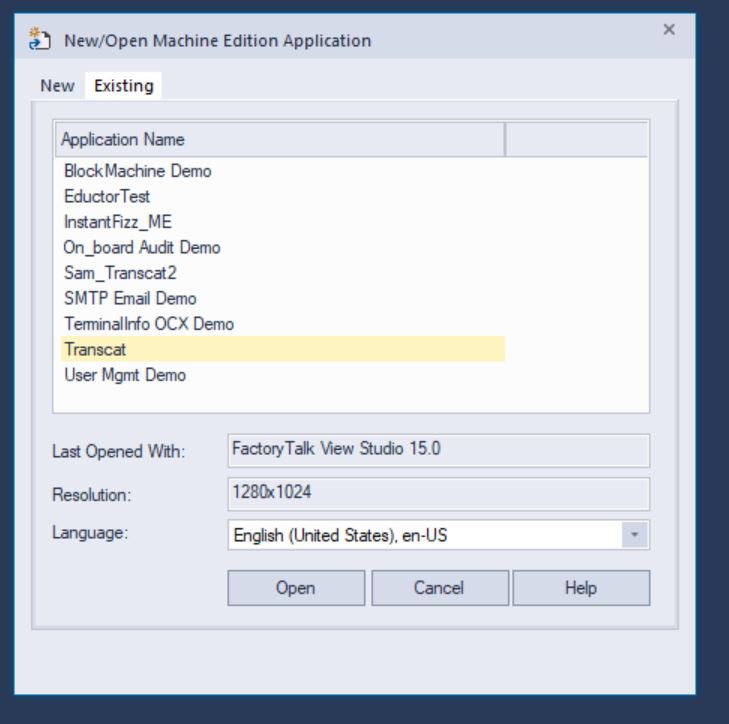 New/Open Machine Edition Application
New Existing
Application Name
BlockMachine Demo
EductorTest
InstantFizz_ME
On_board Audit Demo
Sam_Transcat2
SMTP Email Demo
TerminalInfo OCX Demo
Transcat
User Mgmt Demo
Last Opened With: FactoryTalk View Studio 15.0
Resolution: 1280x1024
Language: English (United States), en-US
Open Cancel Help